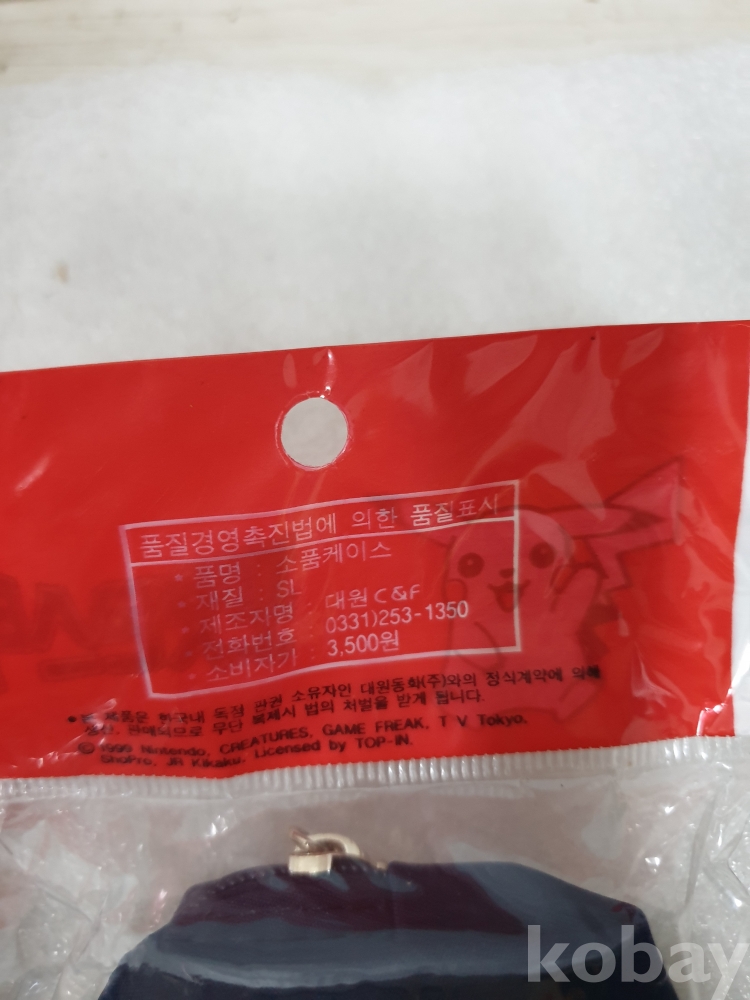 품질경영촉진법에 의한 품질표시
* 품명 : 소품케이스
* 재질 : SL
* 제조자명 : 대원 C&F
* 전화번호 : 0331)253-1350
* 소비자가 : 3,500원
• 본 제품은 한국내 독점 판권 소유자인 대원동화(주)와의 정식계약에 의해
생산, 판매되므로 무단 복제시 법의 처벌을 받게 됩니다.
© 1999 Nintendo, CREATURES, GAME FREAK, T V Tokyo,
ShoPro, JR Kikaku. Licensed by TOP-IN.
kobay